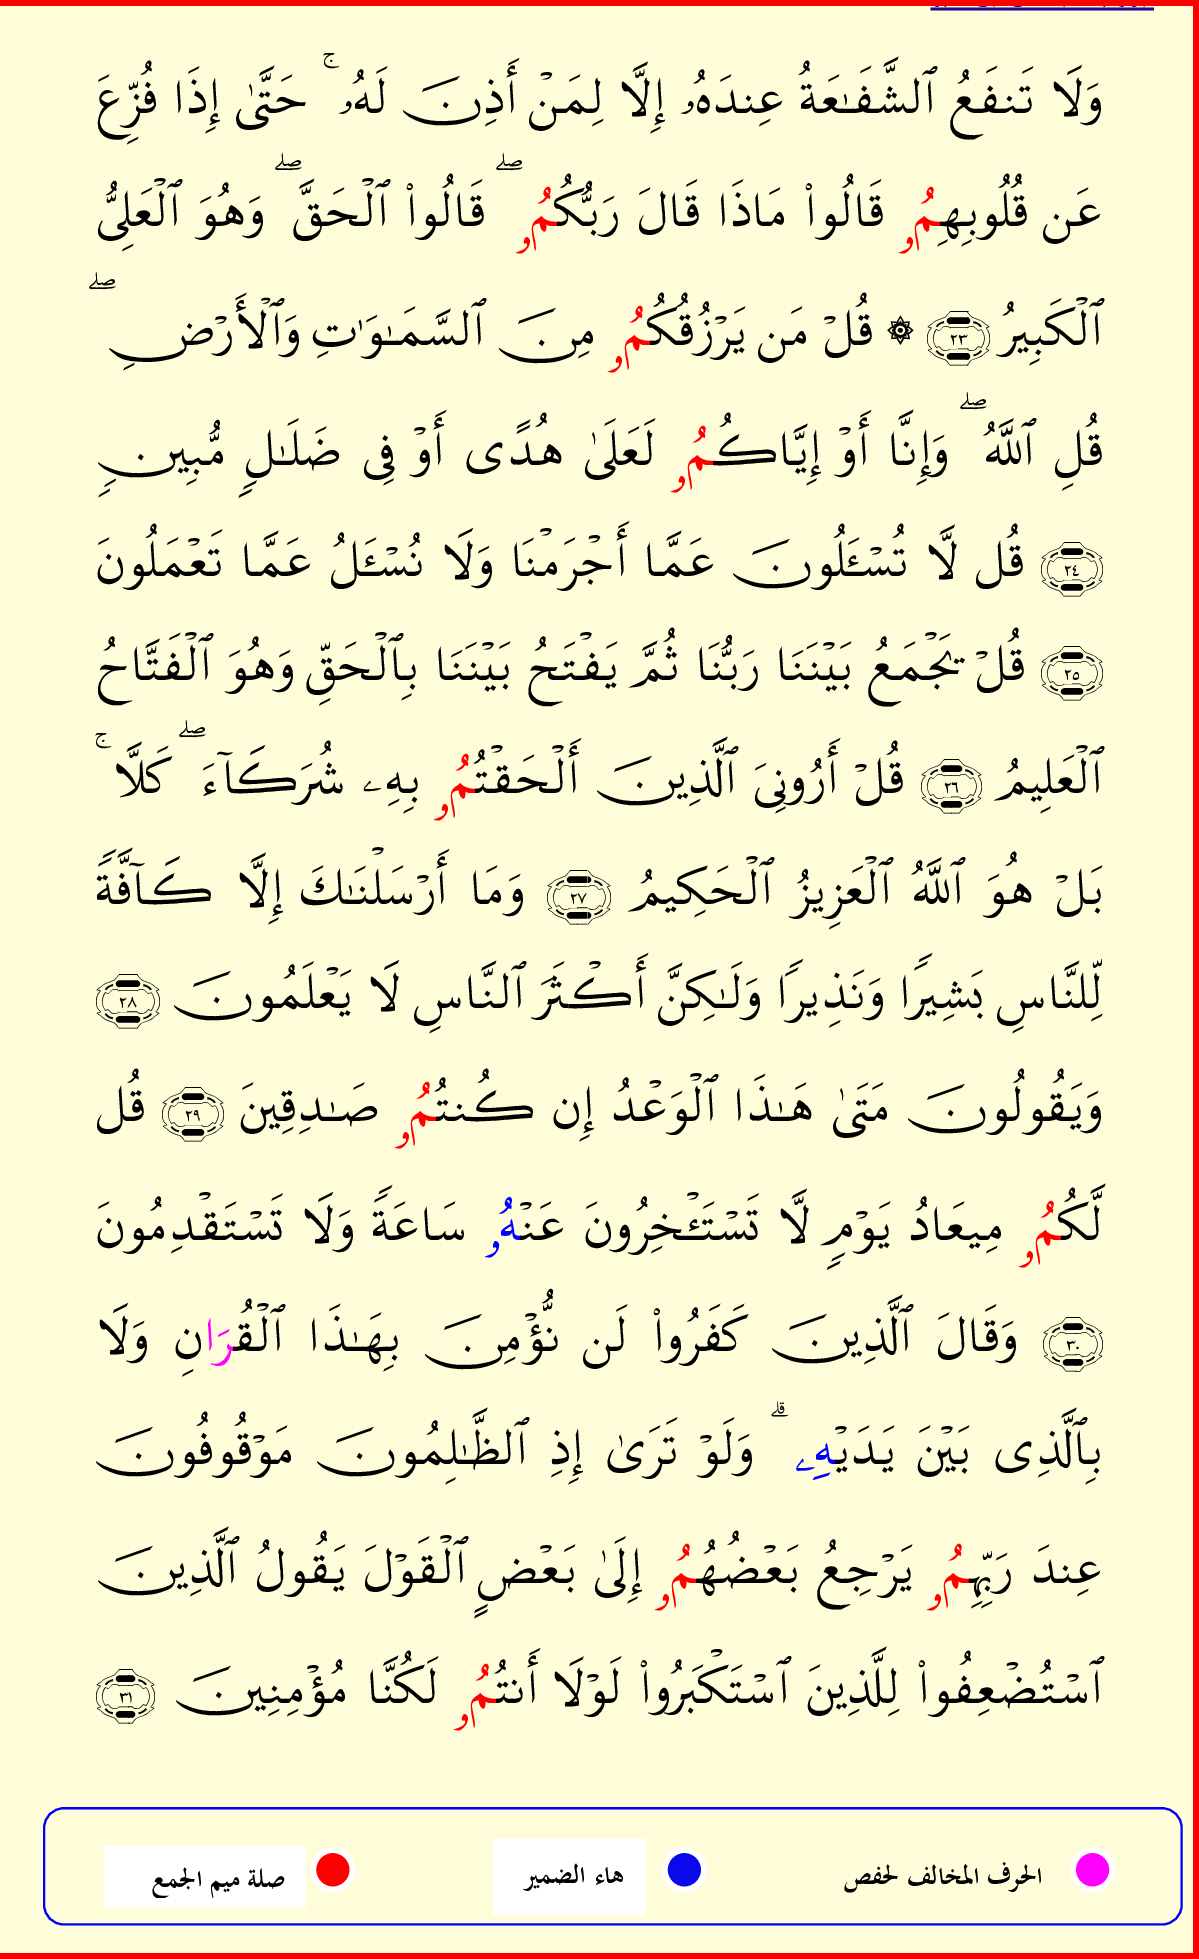 وَلَا تَنفَعُ ٱلشَّفَـٰعَةُ عِندَهُۥ إِلَّا لِمَنْ أَذِنَ لَهُۥ ۚ حَتَّىٰ إِذَا فُزِّعَ
عَن قُلُوبِهِمُۥ قَالُوا۟ مَاذَا قَالَ رَبُّكُمُۥ ۖ قَالُوا۟ ٱلْحَقَّ ۖ وَهُوَ ٱلْعَلِىُّ
ٱلْكَبِيرُ ٢٣ ۞ قُلْ مَن يَرْزُقُكُمُۥ مِنَ ٱلسَّمَـٰوَٰتِ وَٱلْأَرْضِ ۖ
قُلِ ٱللَّهُ ۖ وَإِنَّا أَوْ إِيَّاكُمُۥ لَعَلَىٰ هُدًى أَوْ فِى ضَلَـٰلٍ مُّبِينٍ
٢٤ قُل لَّا تُسْـَٔلُونَ عَمَّا أَجْرَمْنَا وَلَا نُسْـَٔلُ عَمَّا تَعْمَلُونَ
٢٥ قُلْ يَجْمَعُ بَيْنَنَا رَبُّنَا ثُمَّ يَفْتَحُ بَيْنَنَا بِٱلْحَقِّ وَهُوَ ٱلْفَتَّاحُ
ٱلْعَلِيمُ ٢٦ قُلْ أَرُونِىَ ٱلَّذِينَ أَلْحَقْتُمُۥ بِهِۦ شُرَكَآءَ ۖ كَلَّا ۚ
بَلْ هُوَ ٱللَّهُ ٱلْعَزِيزُ ٱلْحَكِيمُ ٢٧ وَمَا أَرْسَلْنَـٰكَ إِلَّا كَآفَّةً
لِّلنَّاسِ بَشِيرًا وَنَذِيرًا وَلَـٰكِنَّ أَكْثَرَ ٱلنَّاسِ لَا يَعْلَمُونَ ٢٨
وَيَقُولُونَ مَتَىٰ هَـٰذَا ٱلْوَعْدُ إِن كُنتُمُۥ صَـٰدِقِينَ ٢٩ قُل
لَّكُمُۥ مِيعَادُ يَوْمٍ لَّا تَسْتَـْٔخِرُونَ عَنْهُۥ سَاعَةً وَلَا تَسْتَقْدِمُونَ
٣٠ وَقَالَ ٱلَّذِينَ كَفَرُوا۟ لَن نُّؤْمِنَ بِهَـٰذَا ٱلْقُرَانِ وَلَا
بِٱلَّذِى بَيْنَ يَدَيْهِۦ ۗ وَلَوْ تَرَىٰ إِذِ ٱلظَّـٰلِمُونَ مَوْقُوفُونَ
عِندَ رَبِّهِمُۥ يَرْجِعُ بَعْضُهُمُۥ إِلَىٰ بَعْضٍ ٱلْقَوْلَ يَقُولُ ٱلَّذِينَ
ٱسْتُضْعِفُوا۟ لِلَّذِينَ ٱسْتَكْبَرُوا۟ لَوْلَا أَنتُمُۥ لَكُنَّا مُؤْمِنِينَ ٣١
الحرف المخالف لحفص هاء الضمير صلة ميم الجمع